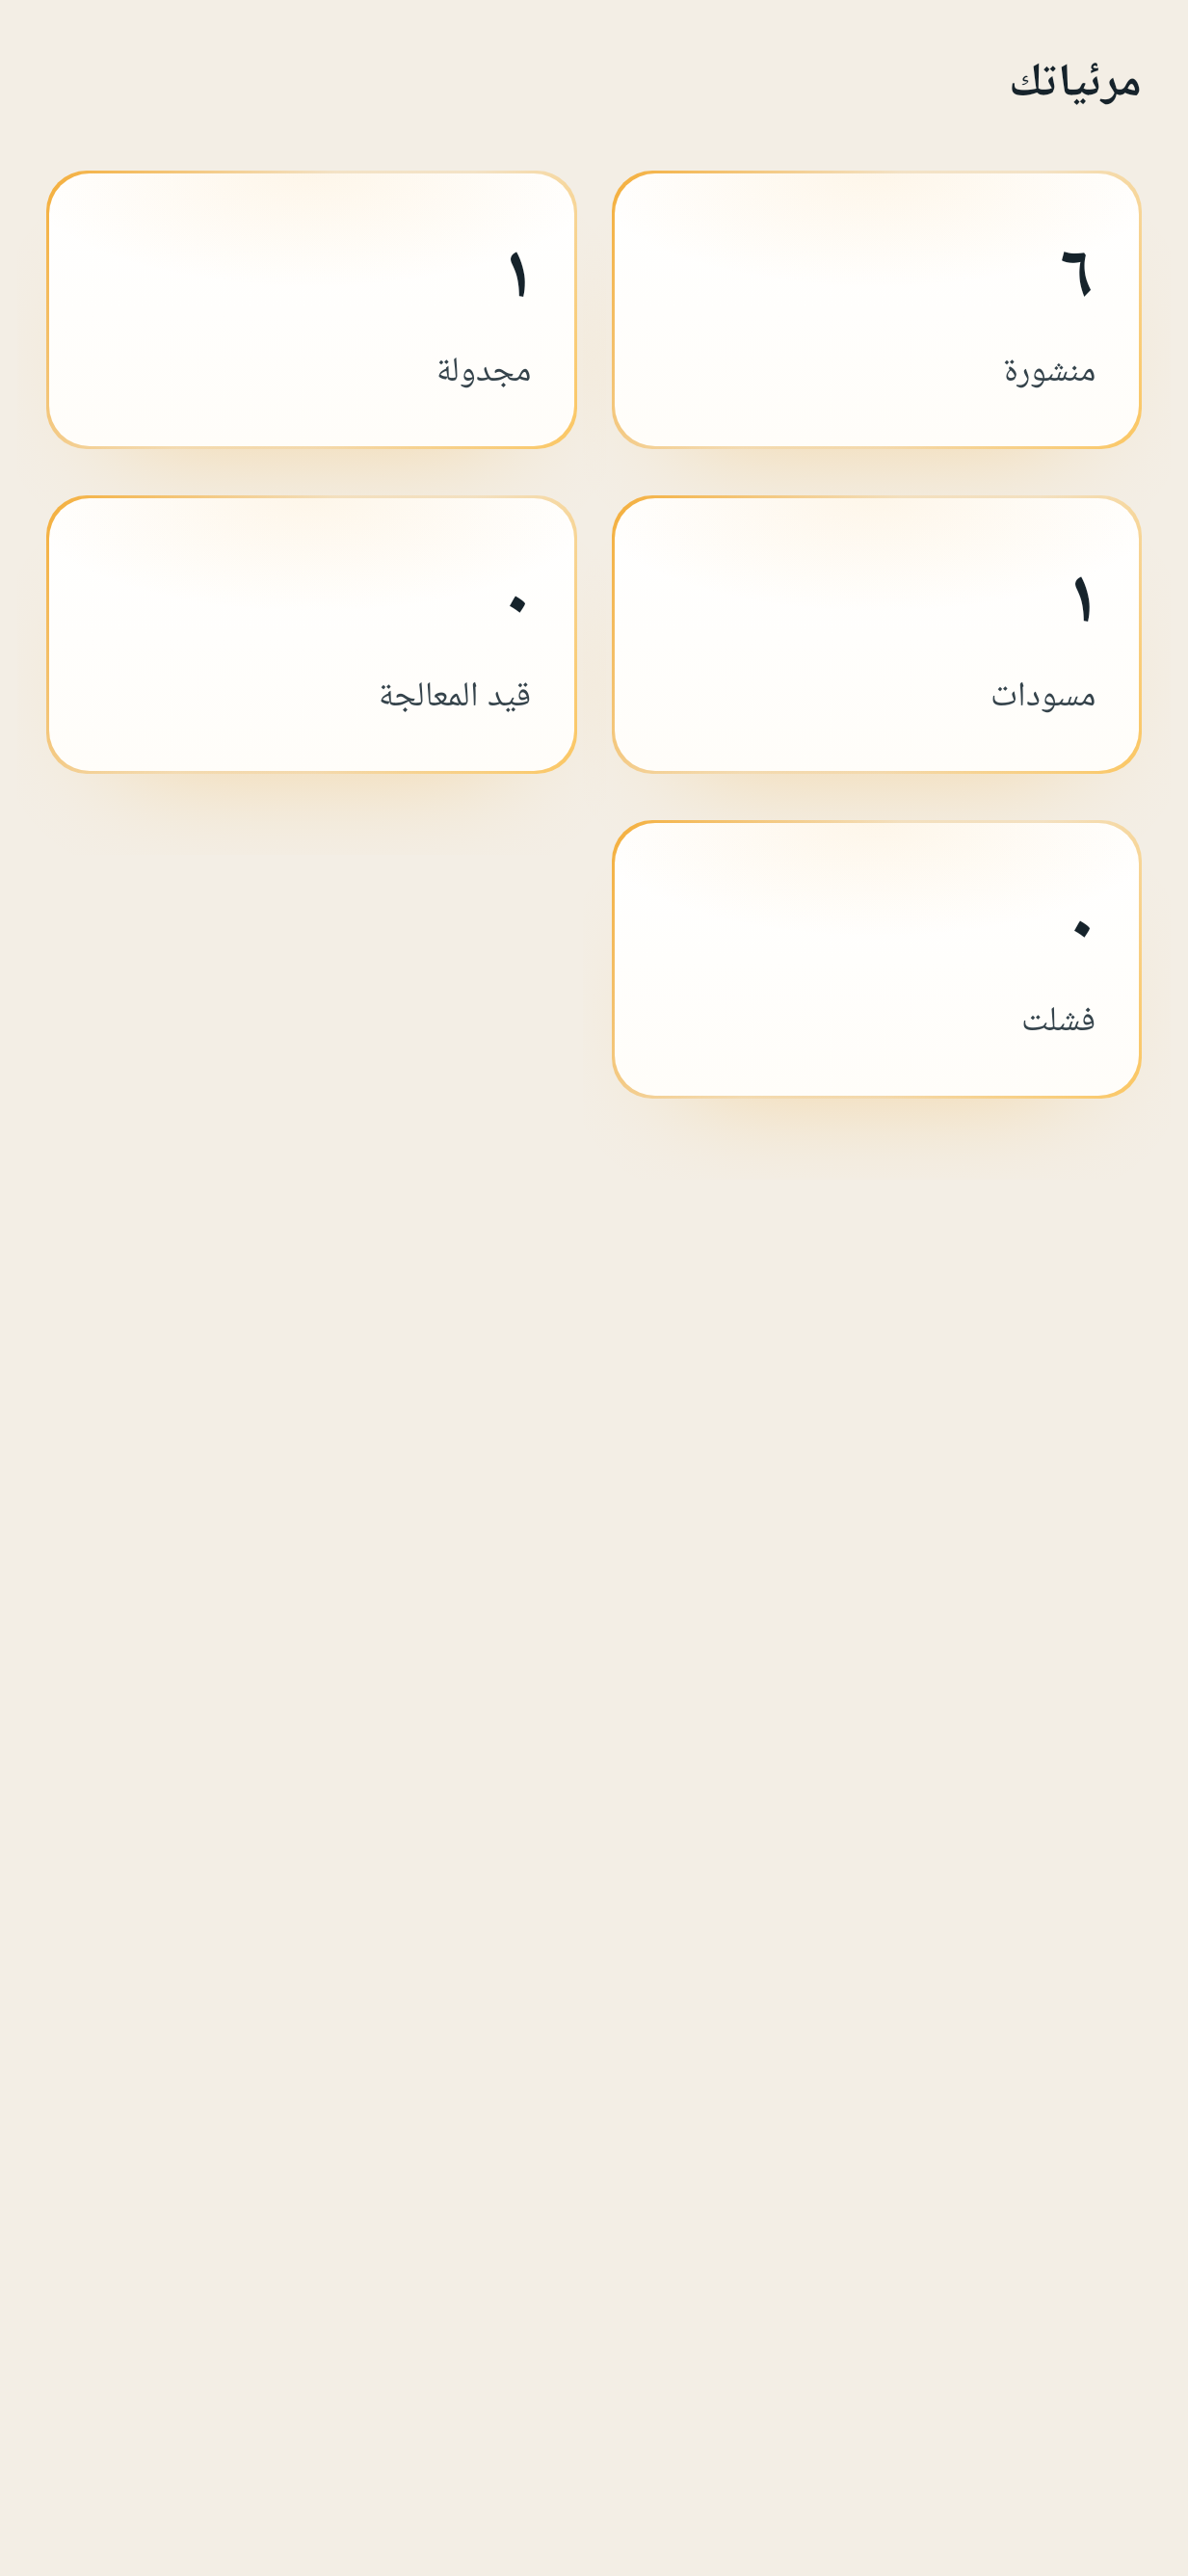 مرئياتك
٦
منشورة
١
مجدولة
١
مسودات
٠
قيد المعالجة
٠
فشلت